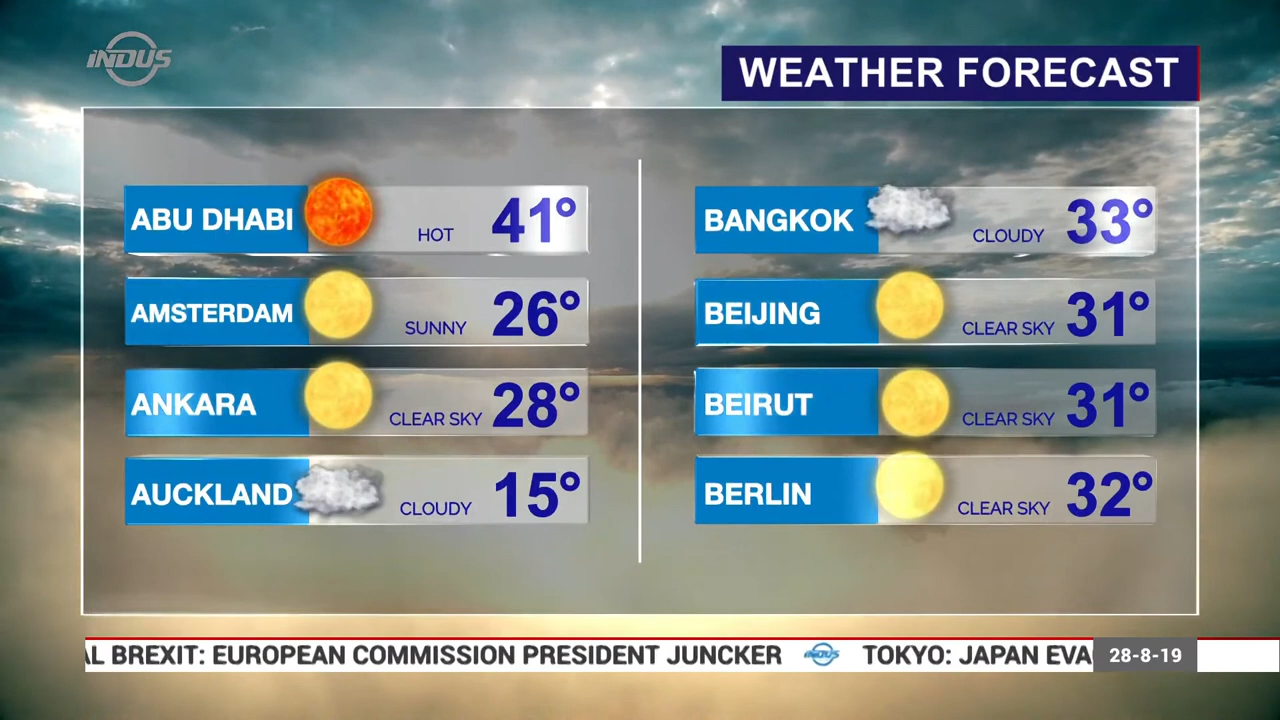 iNDUS
WEATHER FORECAST
ABU DHABI HOT 41°
AMSTERDAM SUNNY 26°
ANKARA CLEAR SKY 28°
AUCKLAND CLOUDY 15°
BANGKOK CLOUDY 33°
BEIJING CLEAR SKY 31°
BEIRUT CLEAR SKY 31°
BERLIN CLEAR SKY 32°
AL BREXIT: EUROPEAN COMMISSION PRESIDENT JUNCKER iNDUS TOKYO: JAPAN EVA 28-8-19